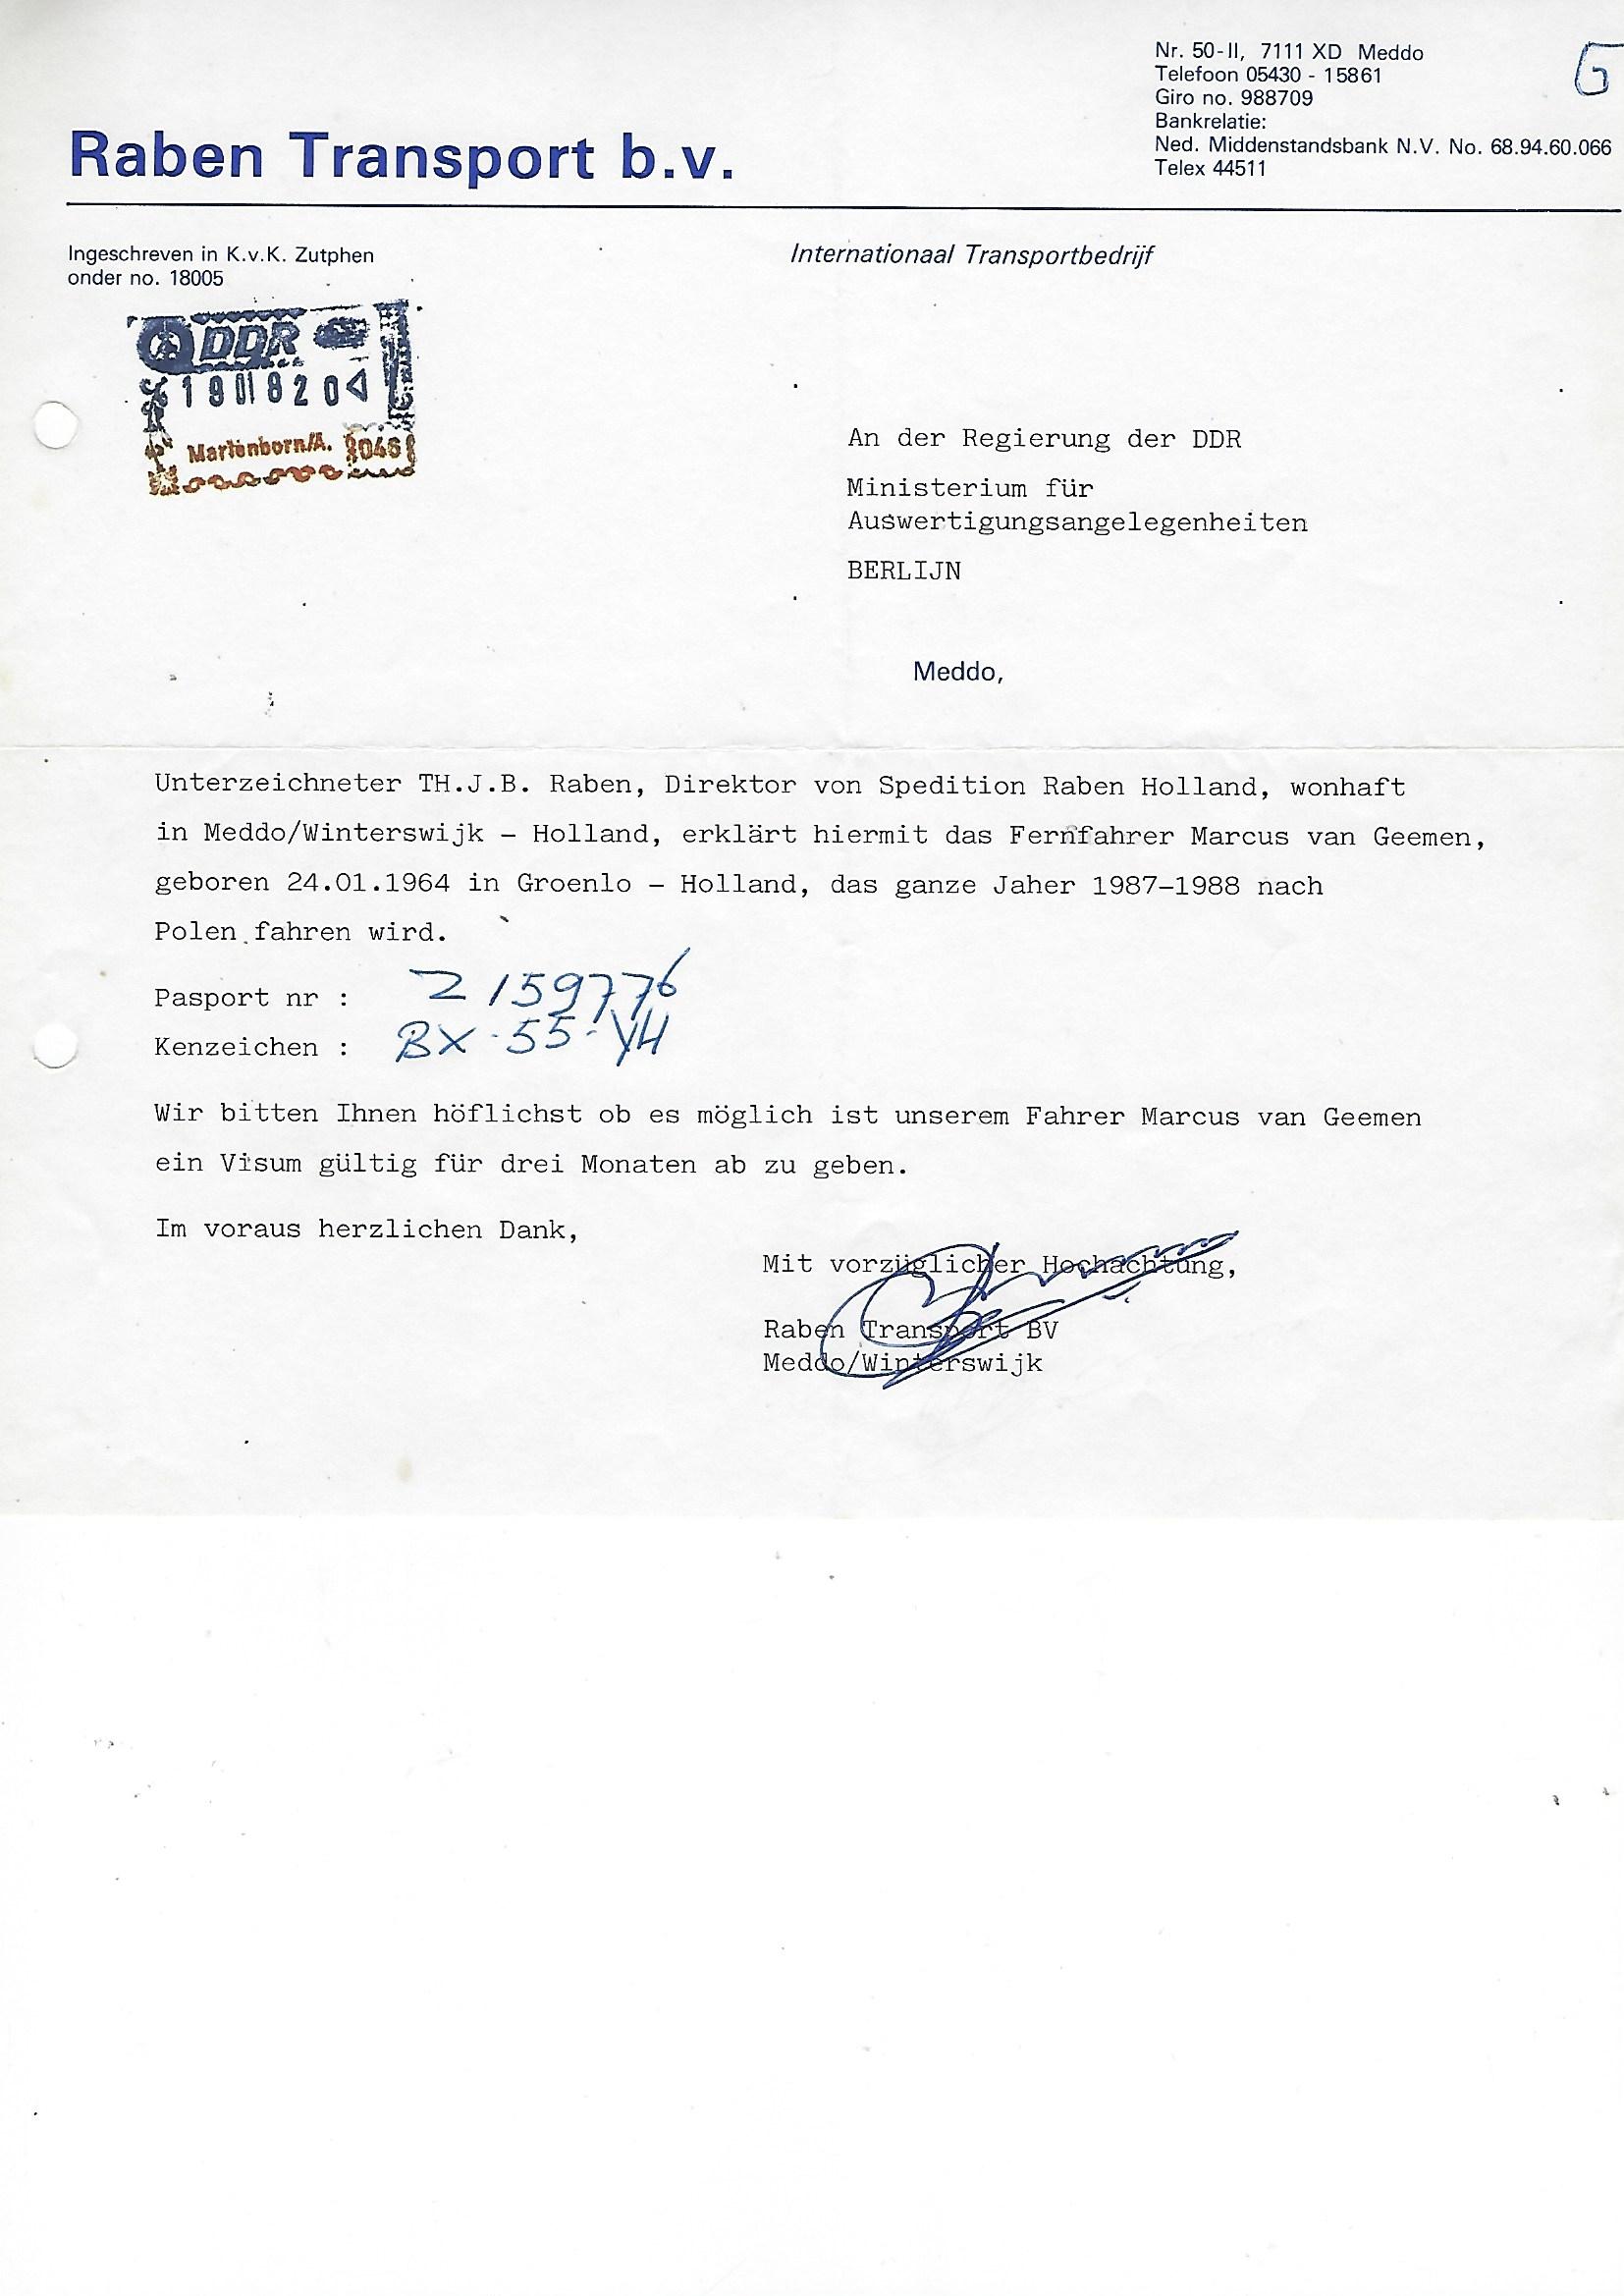 Nr. 50-II, 7111 XD Meddo
Telefoon 05430 - 15861
Giro no. 988709
Bankrelatie:
Ned. Middenstandsbank N.V. No. 68.94.60.066
Telex 44511
G
Raben Transport b.v.
Ingeschreven in K.v.K. Zutphen
onder no. 18005
Internationaal Transportbedrijf
DDR
Marienborn/A. 046
An der Regierung der DDR
Ministerium für
Auswertigungsangelegenheiten
BERLIJN
Meddo,
Unterzeichneter TH.J.B. Raben, Direktor von Spedition Raben Holland, wonhaft
in Meddo/Winterswijk – Holland, erklärt hiermit das Fernfahrer Marcus van Geemen,
geboren 24.01.1964 in Groenlo – Holland, das ganze Jaher 1987–1988 nach
Polen fahren wird.
Pasport nr : Z 159776
Kenzeichen : BX-55-YH
Wir bitten Ihnen höflichst ob es möglich ist unserem Fahrer Marcus van Geemen
ein Visum gültig für drei Monaten ab zu geben.
Im voraus herzlichen Dank,
Mit vorzüglicher Hochachtung,
Raben Transport BV
Meddo/Winterswijk